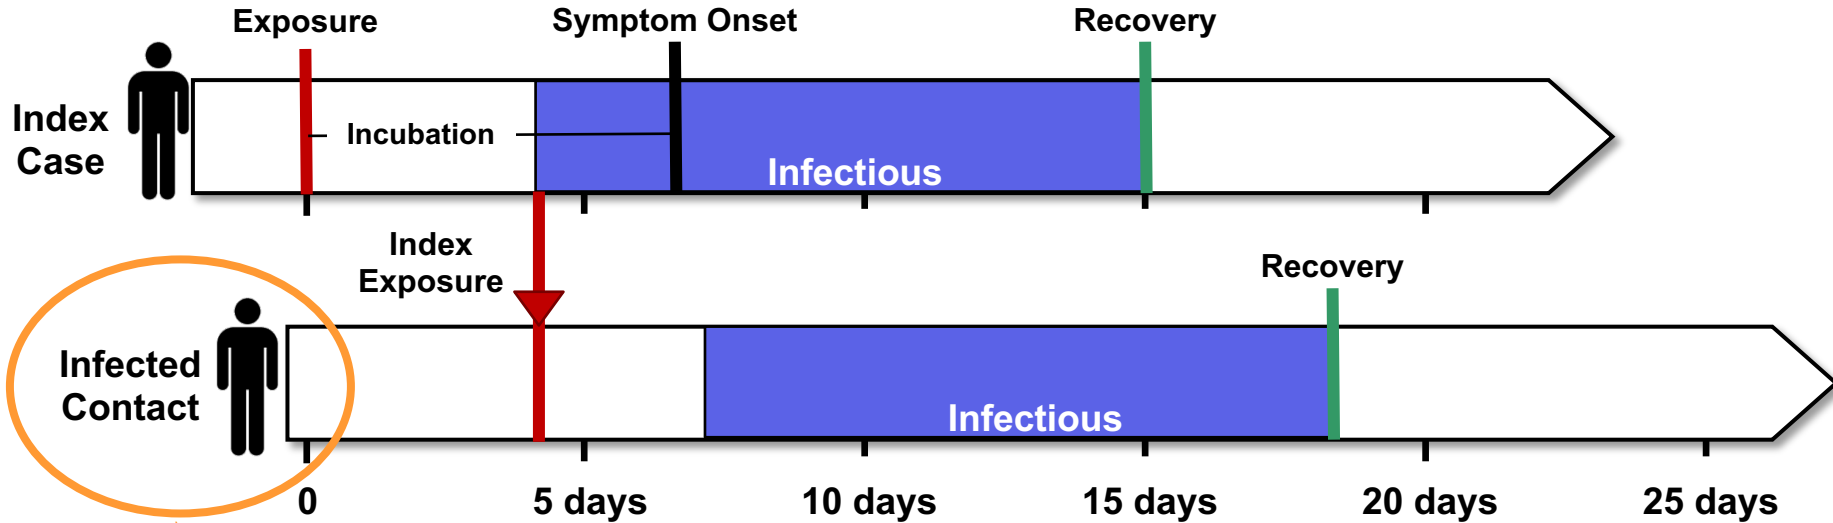 Exposure
Symptom Onset
Recovery
Index
Case
Incubation
Infectious
Index
Exposure
Recovery
Infected
Contact
Infectious
0
5 days
10 days
15 days
20 days
25 days